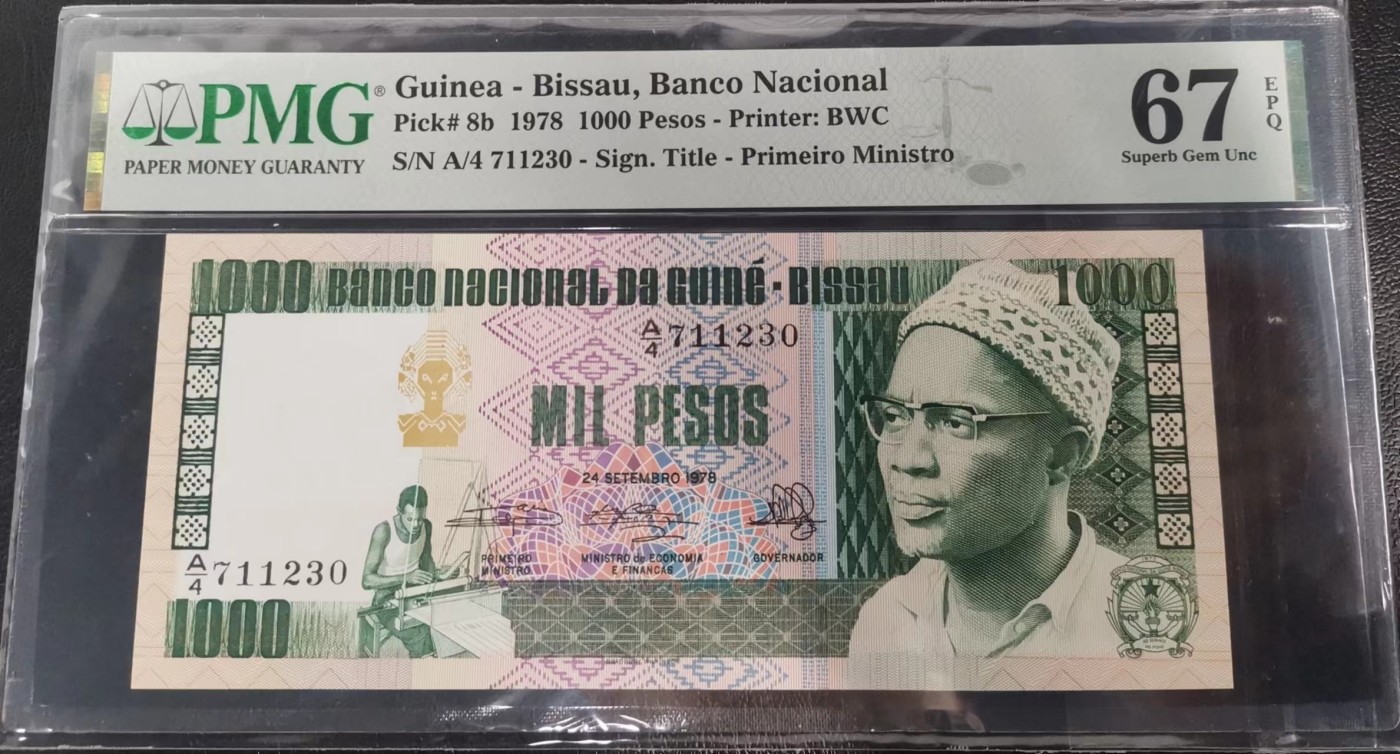 PMG®
PAPER MONEY GUARANTY
Guinea - Bissau, Banco Nacional
Pick# 8b 1978 1000 Pesos - Printer: BWC
S/N A/4 711230 - Sign. Title - Primeiro Ministro
67
EPQ
Superb Gem Unc
1000 BANCO NACIONAL DA GUINÉ-BISSAU 1000
A/4 711230
MIL PESOS
24 SETEMBRO 1978
PRIMEIRO
MINISTRO
MINISTRO de ECONOMIA
E FINANCAS
GOVERNADOR
A/4 711230
1000